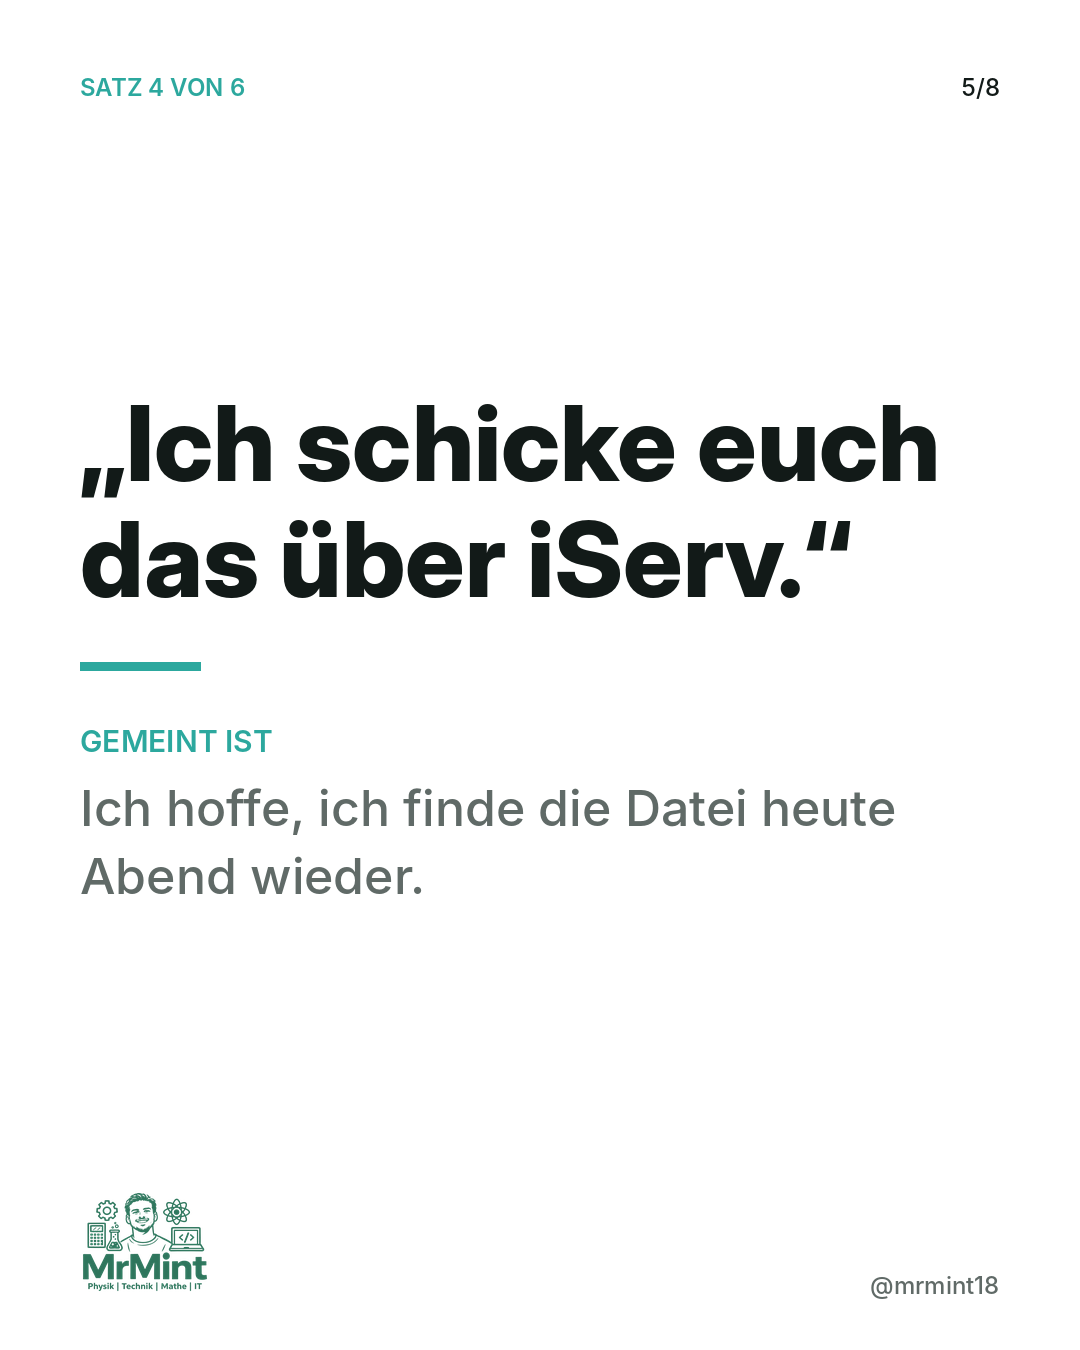 SATZ 4 VON 6
5/8
„Ich schicke euch
das über iServ.“
GEMEINT IST
Ich hoffe, ich finde die Datei heute
Abend wieder.
MrMint
Physik | Technik | Mathe | IT
@mrmint18